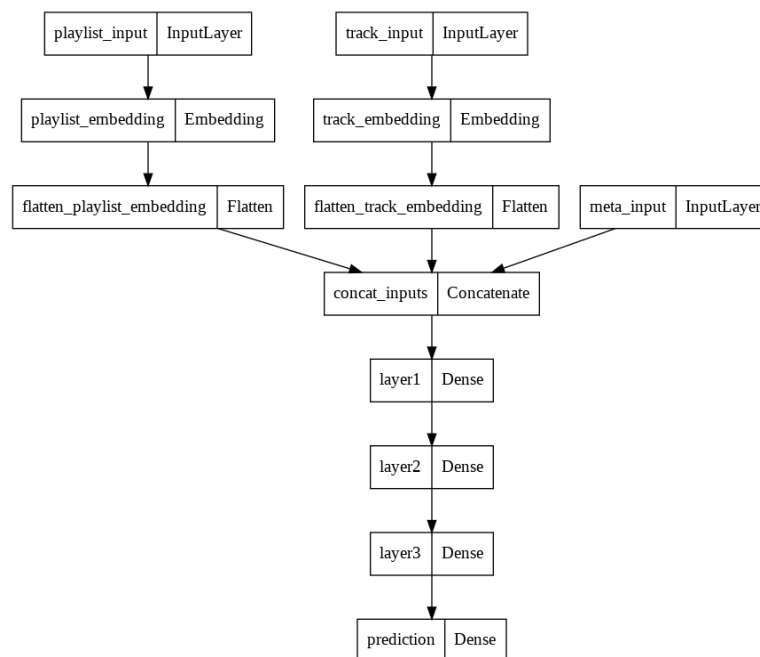 playlist_input InputLayer
track_input InputLayer
playlist_embedding Embedding
track_embedding Embedding
flatten_playlist_embedding Flatten
flatten_track_embedding Flatten
meta_input InputLayer
concat_inputs Concatenate
layer1 Dense
layer2 Dense
layer3 Dense
prediction Dense